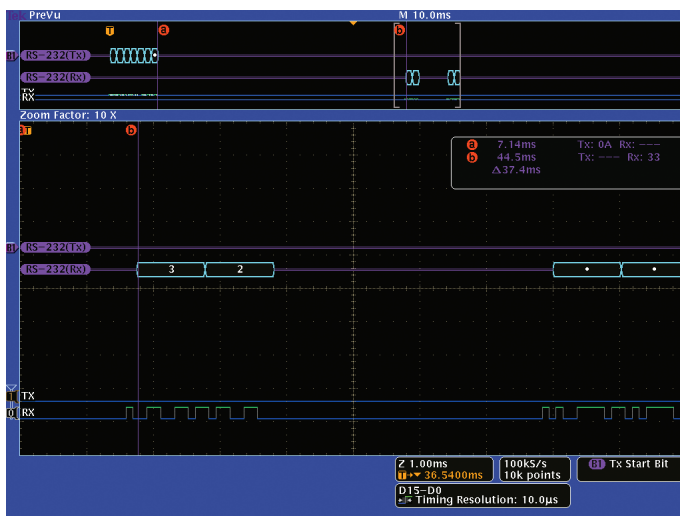 PreVu M 10.0ms
T a b
B1 RS-232(Tx)
RS-232(Rx)
TX
RX
Zoom Factor: 10 X
T b
a 7.14ms Tx: 0A Rx: ---
b 44.5ms Tx: --- Rx: 33
Δ37.4ms
B1 RS-232(Tx)
RS-232(Rx) 3 2
1 TX
0 RX
Z 1.00ms 100kS/s B1 Tx Start Bit
T 36.5400ms 10k points
D15-D0
Timing Resolution: 10.0µs